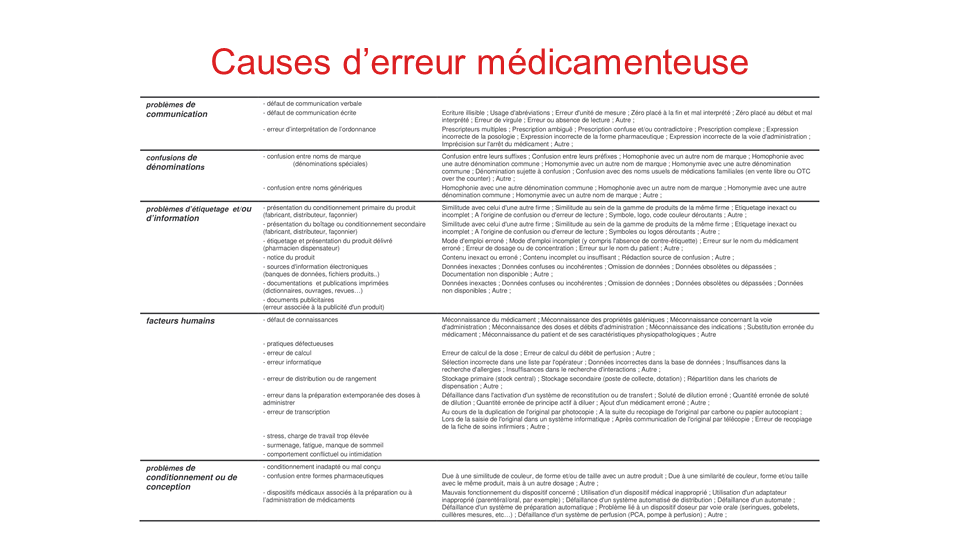 Causes d'erreur médicamenteuse
problèmes de
communication
- défaut de communication verbale
- défaut de communication écrite
Ecriture illisible ; Usage d'abréviations ; Erreur d'unité de mesure ; Zéro placé à la fin et mal interprété ; Zéro placé au début et mal
interprété ; Erreur de virgule ; Erreur ou absence de lecture ; Autre ;
- erreur d'interprétation de l'ordonnance
Prescripteurs multiples ; Prescription ambiguë ; Prescription confuse et/ou contradictoire ; Prescription complexe ; Expression
incorrecte de la posologie ; Expression incorrecte de la forme pharmaceutique ; Expression incorrecte de la voie d'administration ;
Imprécision sur l'arrêt du médicament ; Autre ;
confusions de
dénominations
- confusion entre noms de marque
(dénominations spéciales)
Confusion entre leurs suffixes ; Confusion entre leurs préfixes ; Homophonie avec un autre nom de marque ; Homophonie avec
une autre dénomination commune ; Homonymie avec un autre nom de marque ; Homonymie avec une autre dénomination
commune ; Dénomination sujette à confusion ; Confusion avec des noms usuels de médications familiales (en vente libre ou OTC
over the counter) ; Autre ;
- confusion entre noms génériques
Homophonie avec une autre dénomination commune ; Homophonie avec un autre nom de marque ; Homonymie avec une autre
dénomination commune ; Homonymie avec un autre nom de marque ; Autre ;
problèmes d'étiquetage et/ou
d'information
- présentation du conditionnement primaire du produit
(fabricant, distributeur, façonnier)
Similitude avec celui d'une autre firme ; Similitude au sein de la gamme de produits de la même firme ; Etiquetage inexact ou
incomplet ; A l'origine de confusion ou d'erreur de lecture ; Symbole, logo, code couleur déroutants ; Autre ;
- présentation du boîtage ou conditionnement secondaire
(fabricant, distributeur, façonnier)
Similitude avec celui d'une autre firme ; Similitude au sein de la gamme de produits de la même firme ; Etiquetage inexact ou
incomplet ; A l'origine de confusion ou d'erreur de lecture ; Symboles ou logos déroutants ; Autre ;
- étiquetage et présentation du produit délivré
(pharmacien dispensateur)
Mode d'emploi erroné ; Mode d'emploi incomplet (y compris l'absence de contre-étiquette) ; Erreur sur le nom du médicament
erroné ; Erreur de dosage ou de concentration ; Erreur sur le nom du patient ; Autre ;
- notice du produit
Contenu inexact ou erroné ; Contenu incomplet ou insuffisant ; Rédaction source de confusion ; Autre ;
- sources d'information électroniques
(banques de données, fichiers produits..)
Données inexactes ; Données confuses ou incohérentes ; Omission de données ; Données obsolètes ou dépassées ;
Documentation non disponible ; Autre ;
- documentations et publications imprimées
(dictionnaires, ouvrages, revues…)
Données inexactes ; Données confuses ou incohérentes ; Omission de données ; Données obsolètes ou dépassées ; Données
non disponibles ; Autre ;
- documents publicitaires
(erreur associée à la publicité d'un produit)
facteurs humains
- défaut de connaissances
Méconnaissance du médicament ; Méconnaissance des propriétés galéniques ; Méconnaissance concernant la voie
d'administration ; Méconnaissance des doses et débits d'administration ; Méconnaissance des indications ; Substitution erronée du
médicament ; Méconnaissance du patient et de ses caractéristiques physiopathologiques ; Autre
- pratiques défectueuses
- erreur de calcul
Erreur de calcul de la dose ; Erreur de calcul du débit de perfusion ; Autre ;
- erreur informatique
Sélection incorrecte dans une liste par l'opérateur ; Données incorrectes dans la base de données ; Insuffisances dans la
recherche d'allergies ; Insuffisances dans le recherche d'interactions ; Autre ;
- erreur de distribution ou de rangement
Stockage primaire (stock central) ; Stockage secondaire (poste de collecte, dotation) ; Répartition dans les chariots de
dispensation ; Autre ;
- erreur dans la préparation extemporanée des doses à
administrer
Défaillance dans l'activation d'un système de reconstitution ou de transfert ; Soluté de dilution erroné ; Quantité erronée de soluté
de dilution ; Quantité erronée de principe actif à diluer ; Ajout d'un médicament erroné ; Autre ;
- erreur de transcription
Au cours de la duplication de l'original par photocopie ; A la suite du recopiage de l'original par carbone ou papier autocopiant ;
Lors de la saisie de l'original dans un système informatique ; Après communication de l'original par télécopie ; Erreur de recopiage
de la fiche de soins infirmiers ; Autre ;
- stress, charge de travail trop élevée
- surmenage, fatigue, manque de sommeil
- comportement conflictuel ou intimidation
problèmes de
conditionnement ou de
conception
- conditionnement inadapté ou mal conçu
- confusion entre formes pharmaceutiques
Due à une similitude de couleur, de forme et/ou de taille avec un autre produit ; Due à une similarité de couleur, forme et/ou taille
avec le même produit, mais à un autre dosage ; Autre ;
- dispositifs médicaux associés à la préparation ou à
l'administration de médicaments
Mauvais fonctionnement du dispositif concerné ; Utilisation d'un dispositif médical inapproprié ; Utilisation d'un adaptateur
inapproprié (parentéral/oral, par exemple) ; Défaillance d'un système automatisé de distribution ; Défaillance d'un automate ;
Défaillance d'un système de préparation automatique ; Problème lié à un dispositif doseur par voie orale (seringues, gobelets,
cuillères mesures, etc…) ; Défaillance d'un système de perfusion (PCA, pompe à perfusion) ; Autre ;